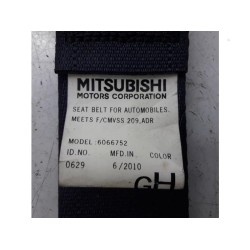 MITSUBISHI
MOTORS CORPORATION
SEAT BELT FOR AUTOMOBILES.
MEETS F/CMVSS.209,ADR
MODEL:6066752
ID.NO. MFD.IN COLOR
0629 6/2010
GH